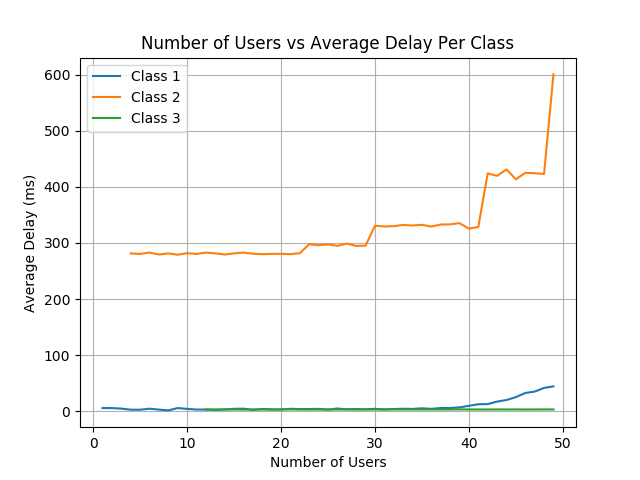 Number of Users vs Average Delay Per Class
Class 1
Class 2
Class 3
600
500
400
300
200
100
0
Average Delay (ms)
0 10 20 30 40 50
Number of Users